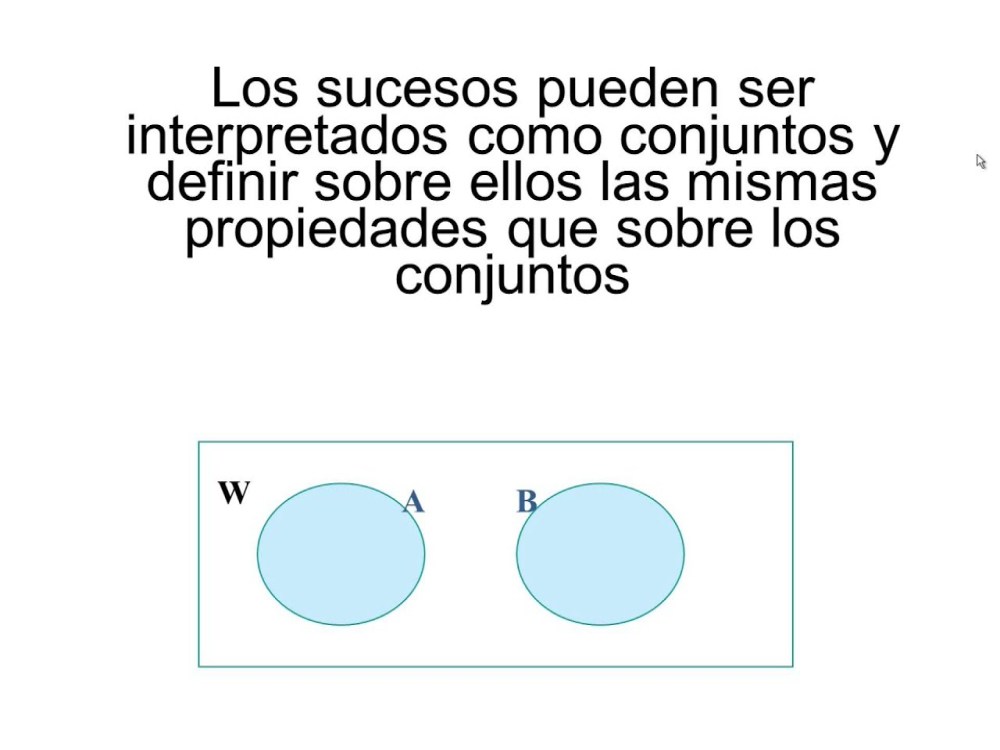 Los sucesos pueden ser
interpretados como conjuntos y
definir sobre ellos las mismas
propiedades que sobre los
conjuntos
W
A
B